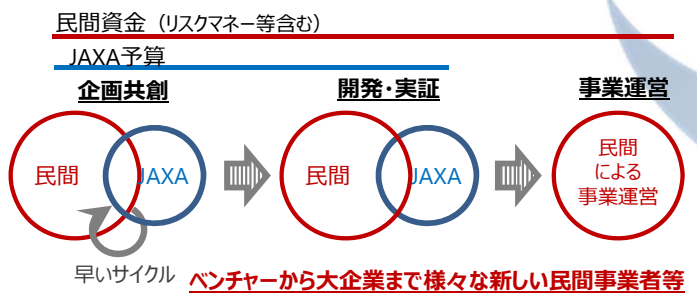 民間資金（リスクマネー等含む）
JAXA予算
企画共創
開発・実証
事業運営
民間
JAXA
民間
JAXA
民間
による
事業運営
早いサイクル
ベンチャーから大企業まで様々な新しい民間事業者等